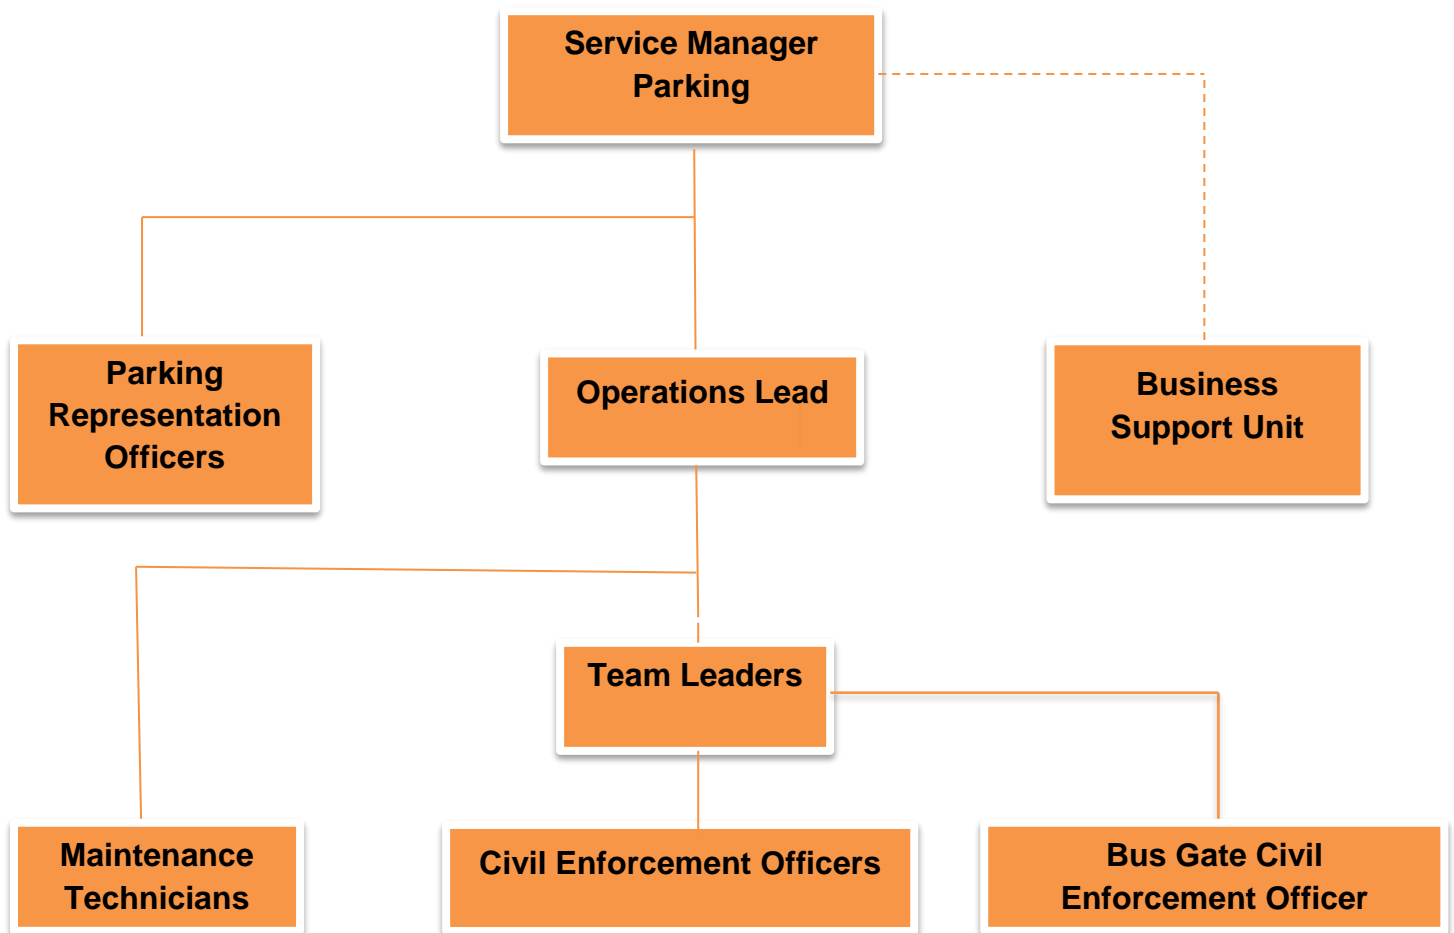 Service Manager
Parking
Parking
Representation
Officers
Operations Lead
Business
Support Unit
Team Leaders
Maintenance
Technicians
Civil Enforcement Officers
Bus Gate Civil
Enforcement Officer